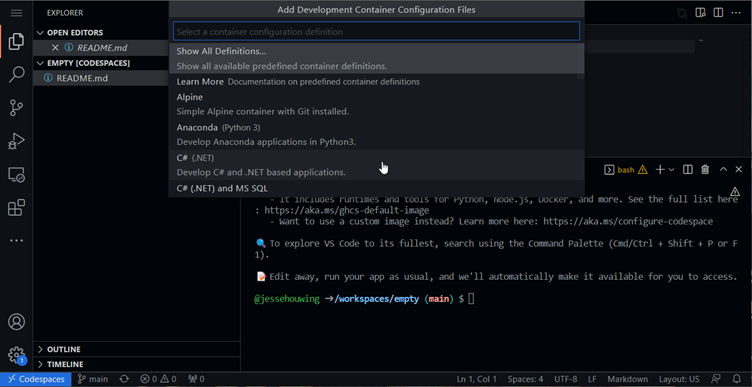 Add Development Container Configuration Files
Select a container configuration definition
Show All Definitions...
Show all available predefined container definitions.
Learn More Documentation on predefined container definitions
Alpine
Simple Alpine container with Git installed.
Anaconda (Python 3)
Develop Anaconda applications in Python3.
C# (.NET)
Develop C# and .NET based applications.
C# (.NET) and MS SQL
EXPLORER
OPEN EDITORS
README.md
EMPTY [CODESPACES]
README.md
OUTLINE
TIMELINE
bash
- It includes runtimes and tools for Python, Node.js, Docker, and more. See the full list here
: https://aka.ms/ghcs-default-image
- Want to use a custom image instead? Learn more here: https://aka.ms/configure-codespace
To explore VS Code to its fullest, search using the Command Palette (Cmd/Ctrl + Shift + P or F
1).
Edit away, run your app as usual, and we'll automatically make it available for you to access.
@jessehouwing ➜/workspaces/empty (main) $
1
Codespaces main 0 0 0 Ln 1, Col 1 Spaces: 4 UTF-8 LF Markdown Layout: US